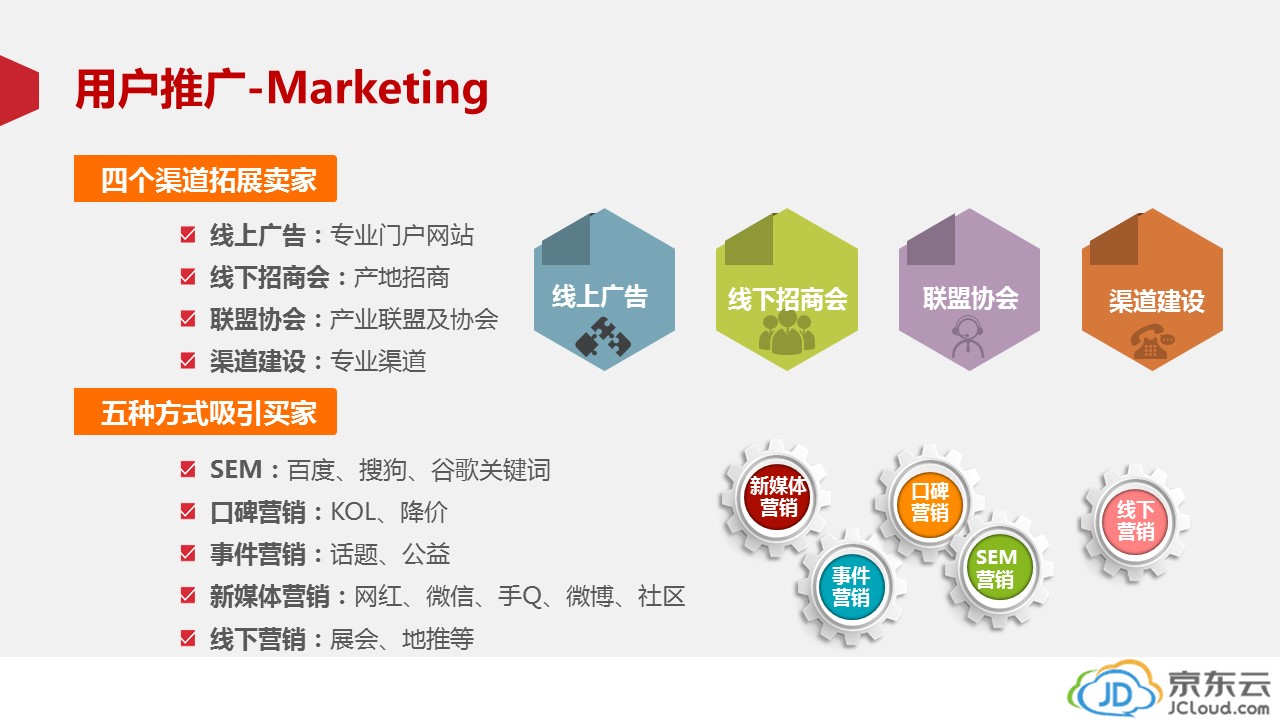 用户推广-Marketing
四个渠道拓展卖家
线上广告：专业门户网站
线下招商会：产地招商
联盟协会：产业联盟及协会
渠道建设：专业渠道
线上广告
线下招商会
联盟协会
渠道建设
五种方式吸引买家
SEM：百度、搜狗、谷歌关键词
口碑营销：KOL、降价
事件营销：话题、公益
新媒体营销：网红、微信、手Q、微博、社区
线下营销：展会、地推等
新媒体
营销
口碑
营销
线下
营销
事件
营销
SEM
营销
JD
京东云
JCloud.com